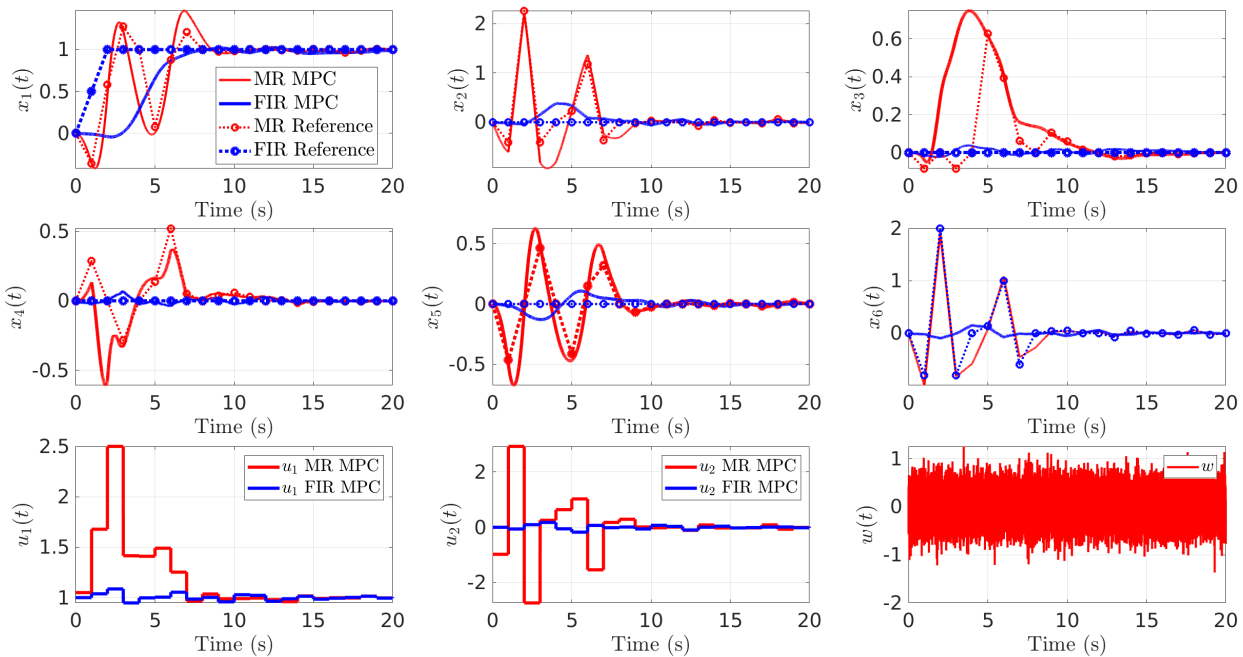 x₁(t)
1
0.5
0
MR MPC
FIR MPC
MR Reference
FIR Reference
0 5 10 15 20
Time (s)
x₂(t)
2
1
0
0 5 10 15 20
Time (s)
x₃(t)
0.6
0.4
0.2
0
0 5 10 15 20
Time (s)
x₄(t)
0.5
0
-0.5
0 5 10 15 20
Time (s)
x₅(t)
0.5
0
-0.5
0 5 10 15 20
Time (s)
x₆(t)
2
1
0
0 5 10 15 20
Time (s)
u₁(t)
2.5
2
1.5
1
u₁ MR MPC
u₁ FIR MPC
0 5 10 15 20
Time (s)
u₂(t)
2
0
-2
u₂ MR MPC
u₂ FIR MPC
0 5 10 15 20
Time (s)
w(t)
1
0
-1
-2
w
0 5 10 15 20
Time (s)